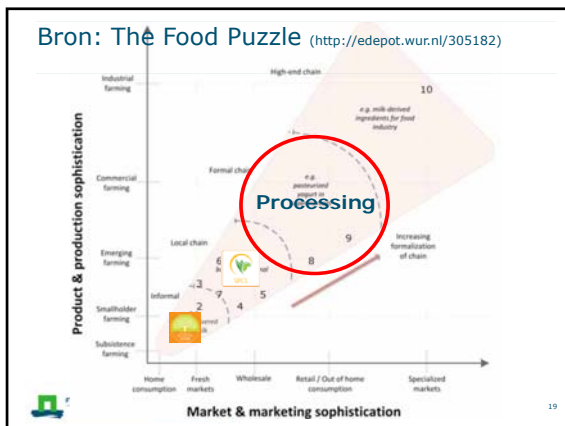 Bron: The Food Puzzle (http://edepot.wur.nl/305182)
High-end chain
Industrial
farming
10
e.g. milk-derived
ingredients for food
industry
Formal chain
e.g.
pasteurized
yogurt in
Commercial
farming
Processing
9
Increasing
formalization
of chain
Local chain
Emerging
farming
6
8
3
7
5
Informal
2
4
Smallholder
farming
Subsistence
farming
Product & production sophistication
Home
consumption
Fresh
markets
Wholesale
Retail / Out of home
consumption
Specialized
markets
Market & marketing sophistication
19